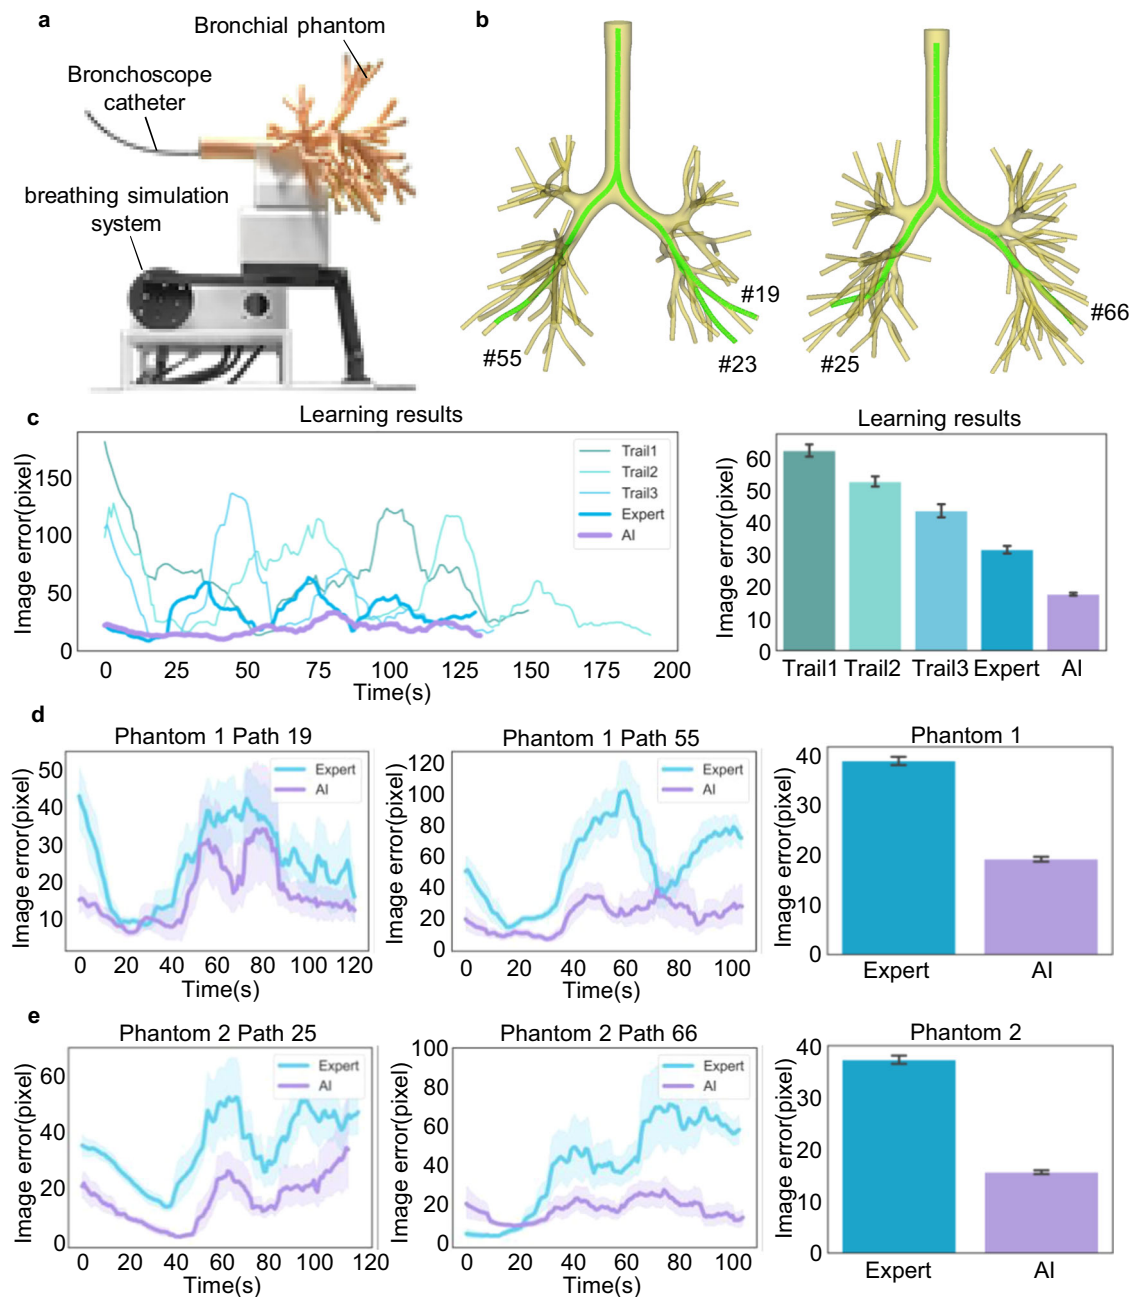 a
Bronchial phantom
Bronchoscope
catheter
breathing simulation
system
b
#55
#19
#23
#25
#66
c
Learning results
Image error(pixel)
150
100
50
0
Trail1
Trail2
Trail3
Expert
AI
0 25 50 75 100 125 150 175 200
Time(s)
Learning results
Image error(pixel)
60
50
40
30
20
10
0
Trail1 Trail2 Trail3 Expert AI
d
Phantom 1 Path 19
Image error(pixel)
50
40
30
20
10
Expert
AI
0 20 40 60 80 100 120
Time(s)
Phantom 1 Path 55
Image error(pixel)
120
100
80
60
40
20
0
Expert
AI
0 20 40 60 80 100
Time(s)
Phantom 1
Image error(pixel)
40
30
20
10
0
Expert AI
e
Phantom 2 Path 25
Image error(pixel)
60
40
20
0
Expert
AI
0 20 40 60 80 100 120
Time(s)
Phantom 2 Path 66
Image error(pixel)
100
80
60
40
20
0
Expert
AI
0 20 40 60 80 100
Time(s)
Phantom 2
Image error(pixel)
40
30
20
10
0
Expert AI